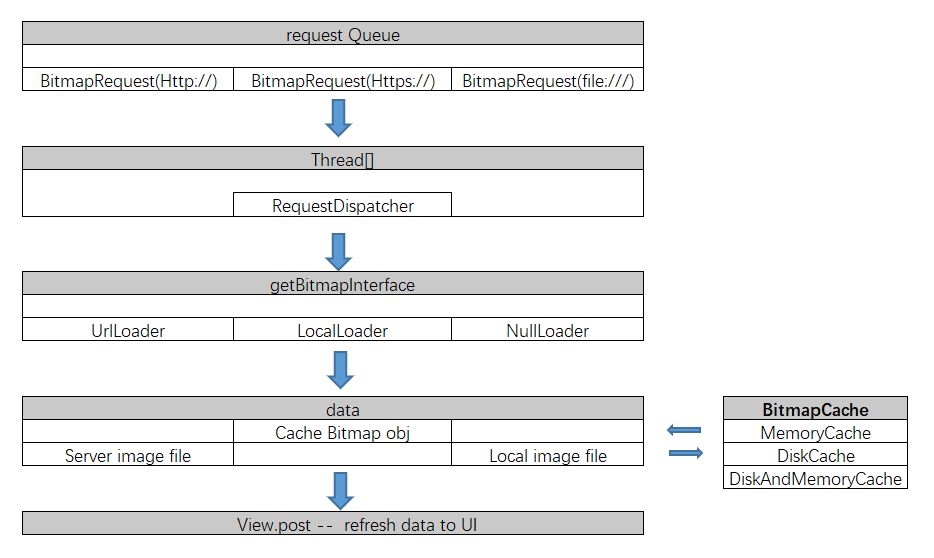 request Queue
BitmapRequest(Http://) BitmapRequest(Https://) BitmapRequest(file:///)
Thread[]
RequestDispatcher
getBitmapInterface
UrlLoader LocalLoader NullLoader
data
Cache Bitmap obj
Server image file Local image file
BitmapCache
MemoryCache
DiskCache
DiskAndMemoryCache
View.post -- refresh data to UI